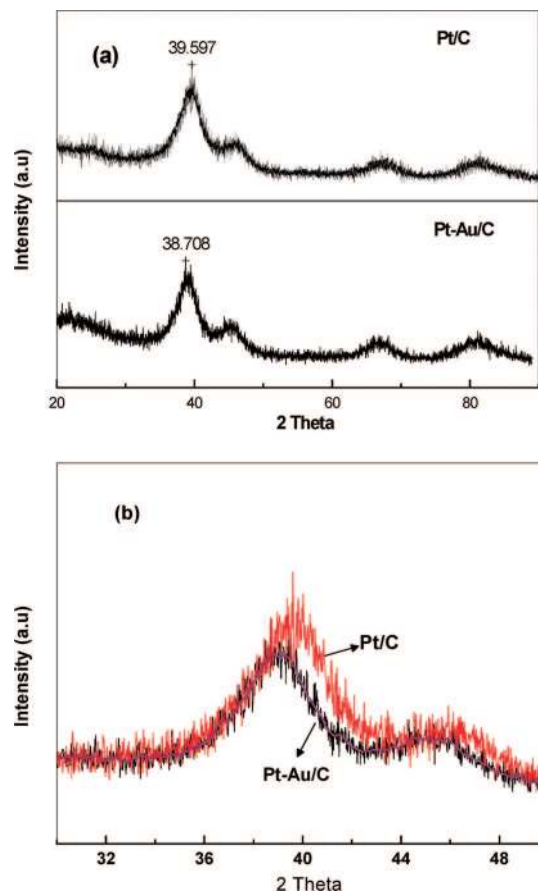 (a)
39.597
Pt/C
38.708
Pt-Au/C
Intensity (a.u)
20 40 60 80
2 Theta
(b)
Pt/C
Pt-Au/C
Intensity (a.u)
32 36 40 44 48
2 Theta